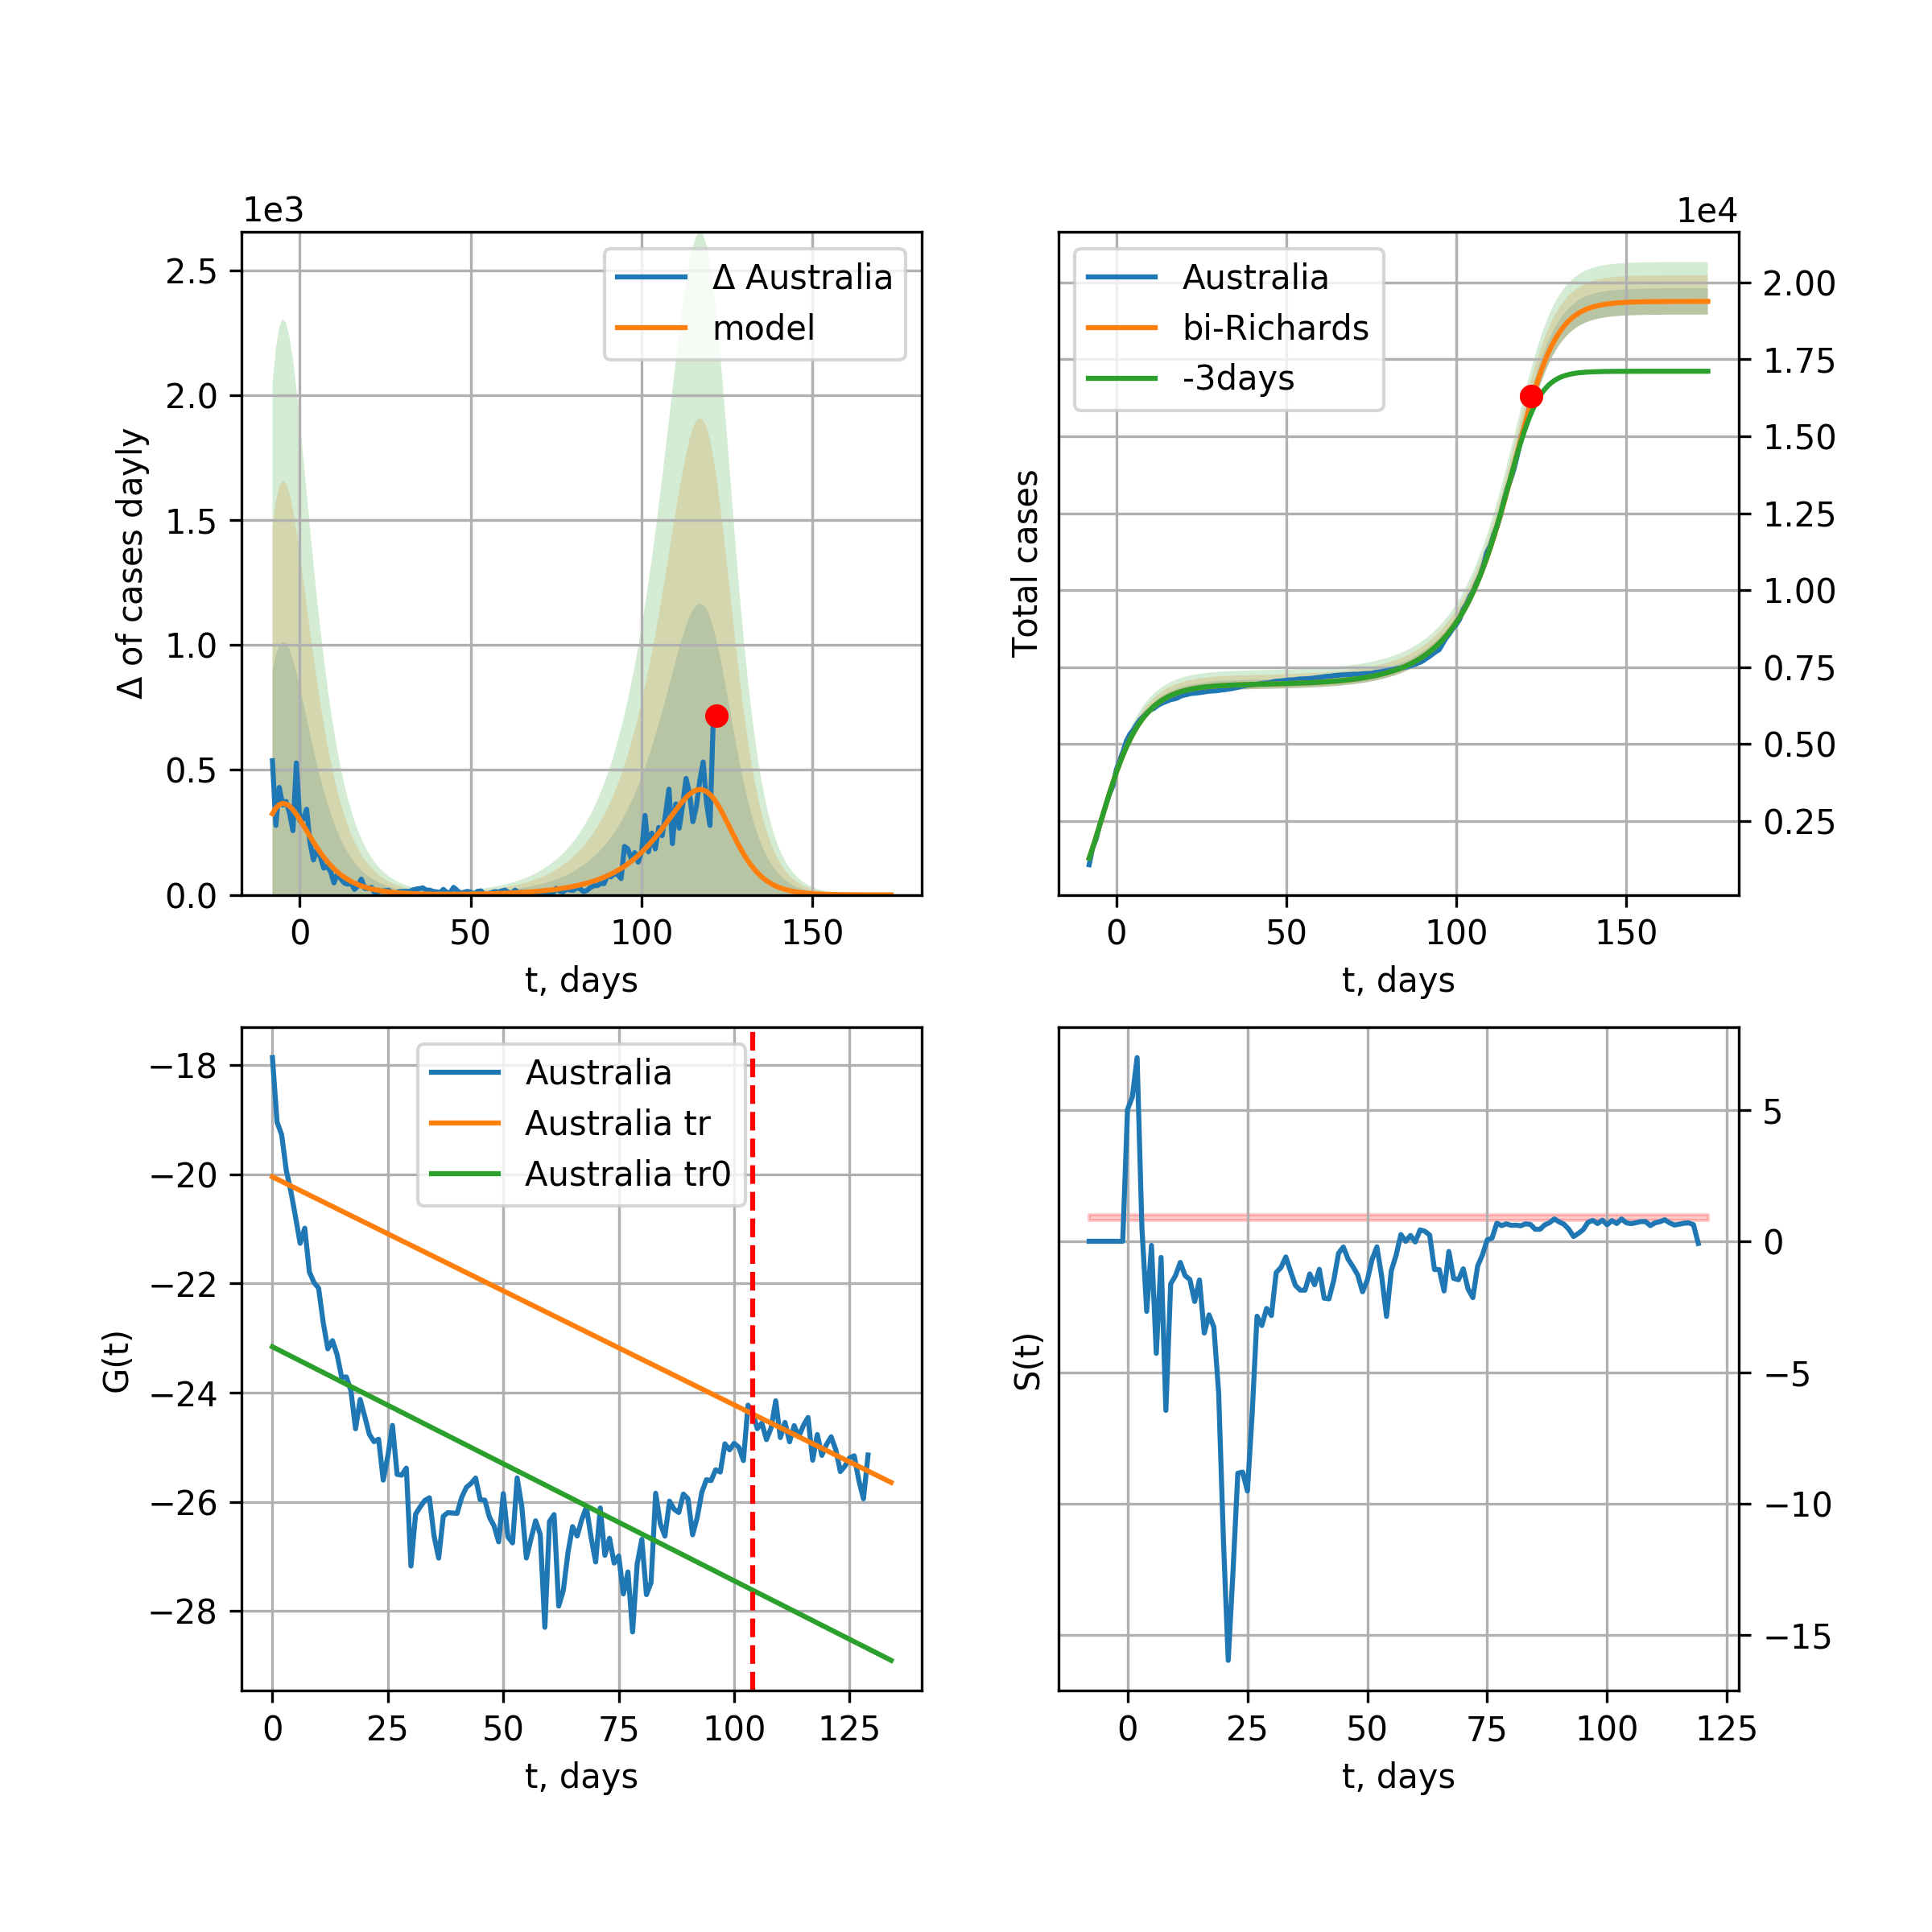 1e3
2.5
2.0
1.5
1.0
0.5
0.0
Δ of cases dayly
Δ Australia
model
0 50 100 150
t, days
1e4
Australia
bi-Richards
-3days
Total cases
2.00
1.75
1.50
1.25
1.00
0.75
0.50
0.25
0 50 100 150
t, days
−18
−20
−22
−24
−26
−28
G(t)
Australia
Australia tr
Australia tr0
0 25 50 75 100 125
t, days
S(t)
5
0
−5
−10
−15
0 25 50 75 100 125
t, days